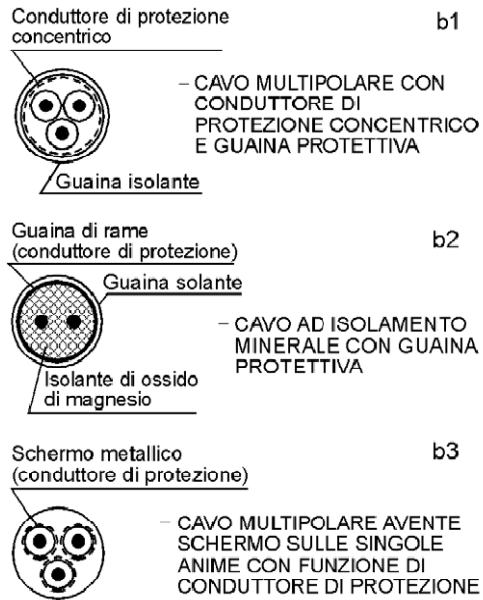 Conduttore di protezione
concentrico
b1
– CAVO MULTIPOLARE CON
CONDUTTORE DI
PROTEZIONE CONCENTRICO
E GUAINA PROTETTIVA
Guaina isolante
Guaina di rame
(conduttore di protezione)
b2
Guaina solante
– CAVO AD ISOLAMENTO
MINERALE CON GUAINA
PROTETTIVA
Isolante di ossido
di magnesio
Schermo metallico
(conduttore di protezione)
b3
– CAVO MULTIPOLARE AVENTE
SCHERMO SULLE SINGOLE
ANIME CON FUNZIONE DI
CONDUTTORE DI PROTEZIONE